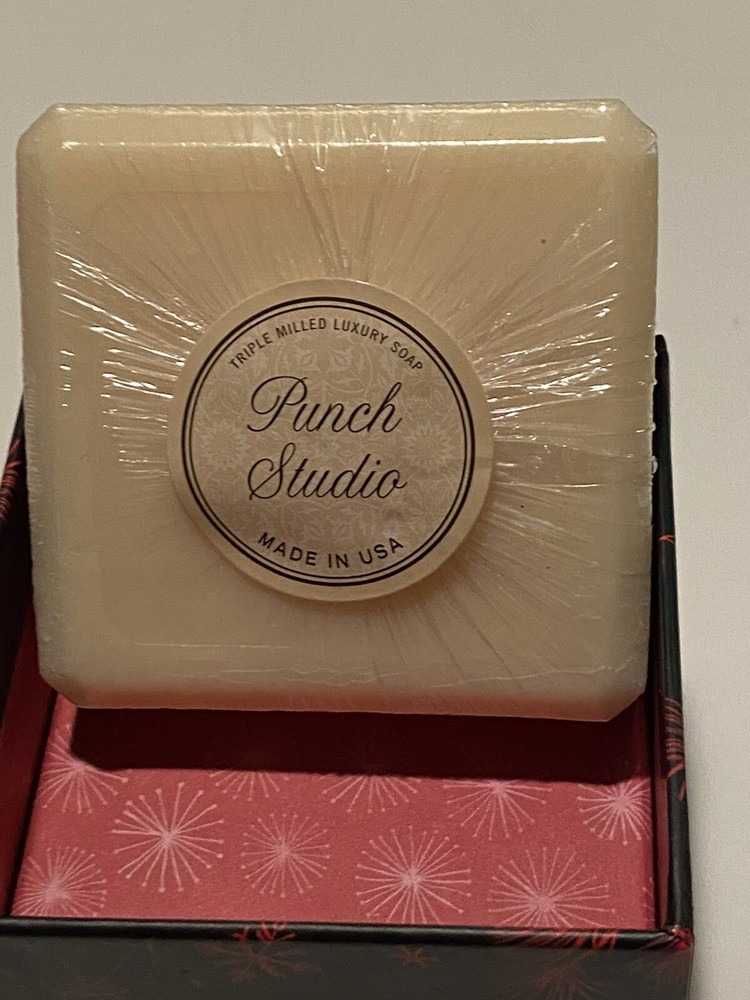 TRIPLE MILLED LUXURY SOAP
Punch
Studio
MADE IN USA